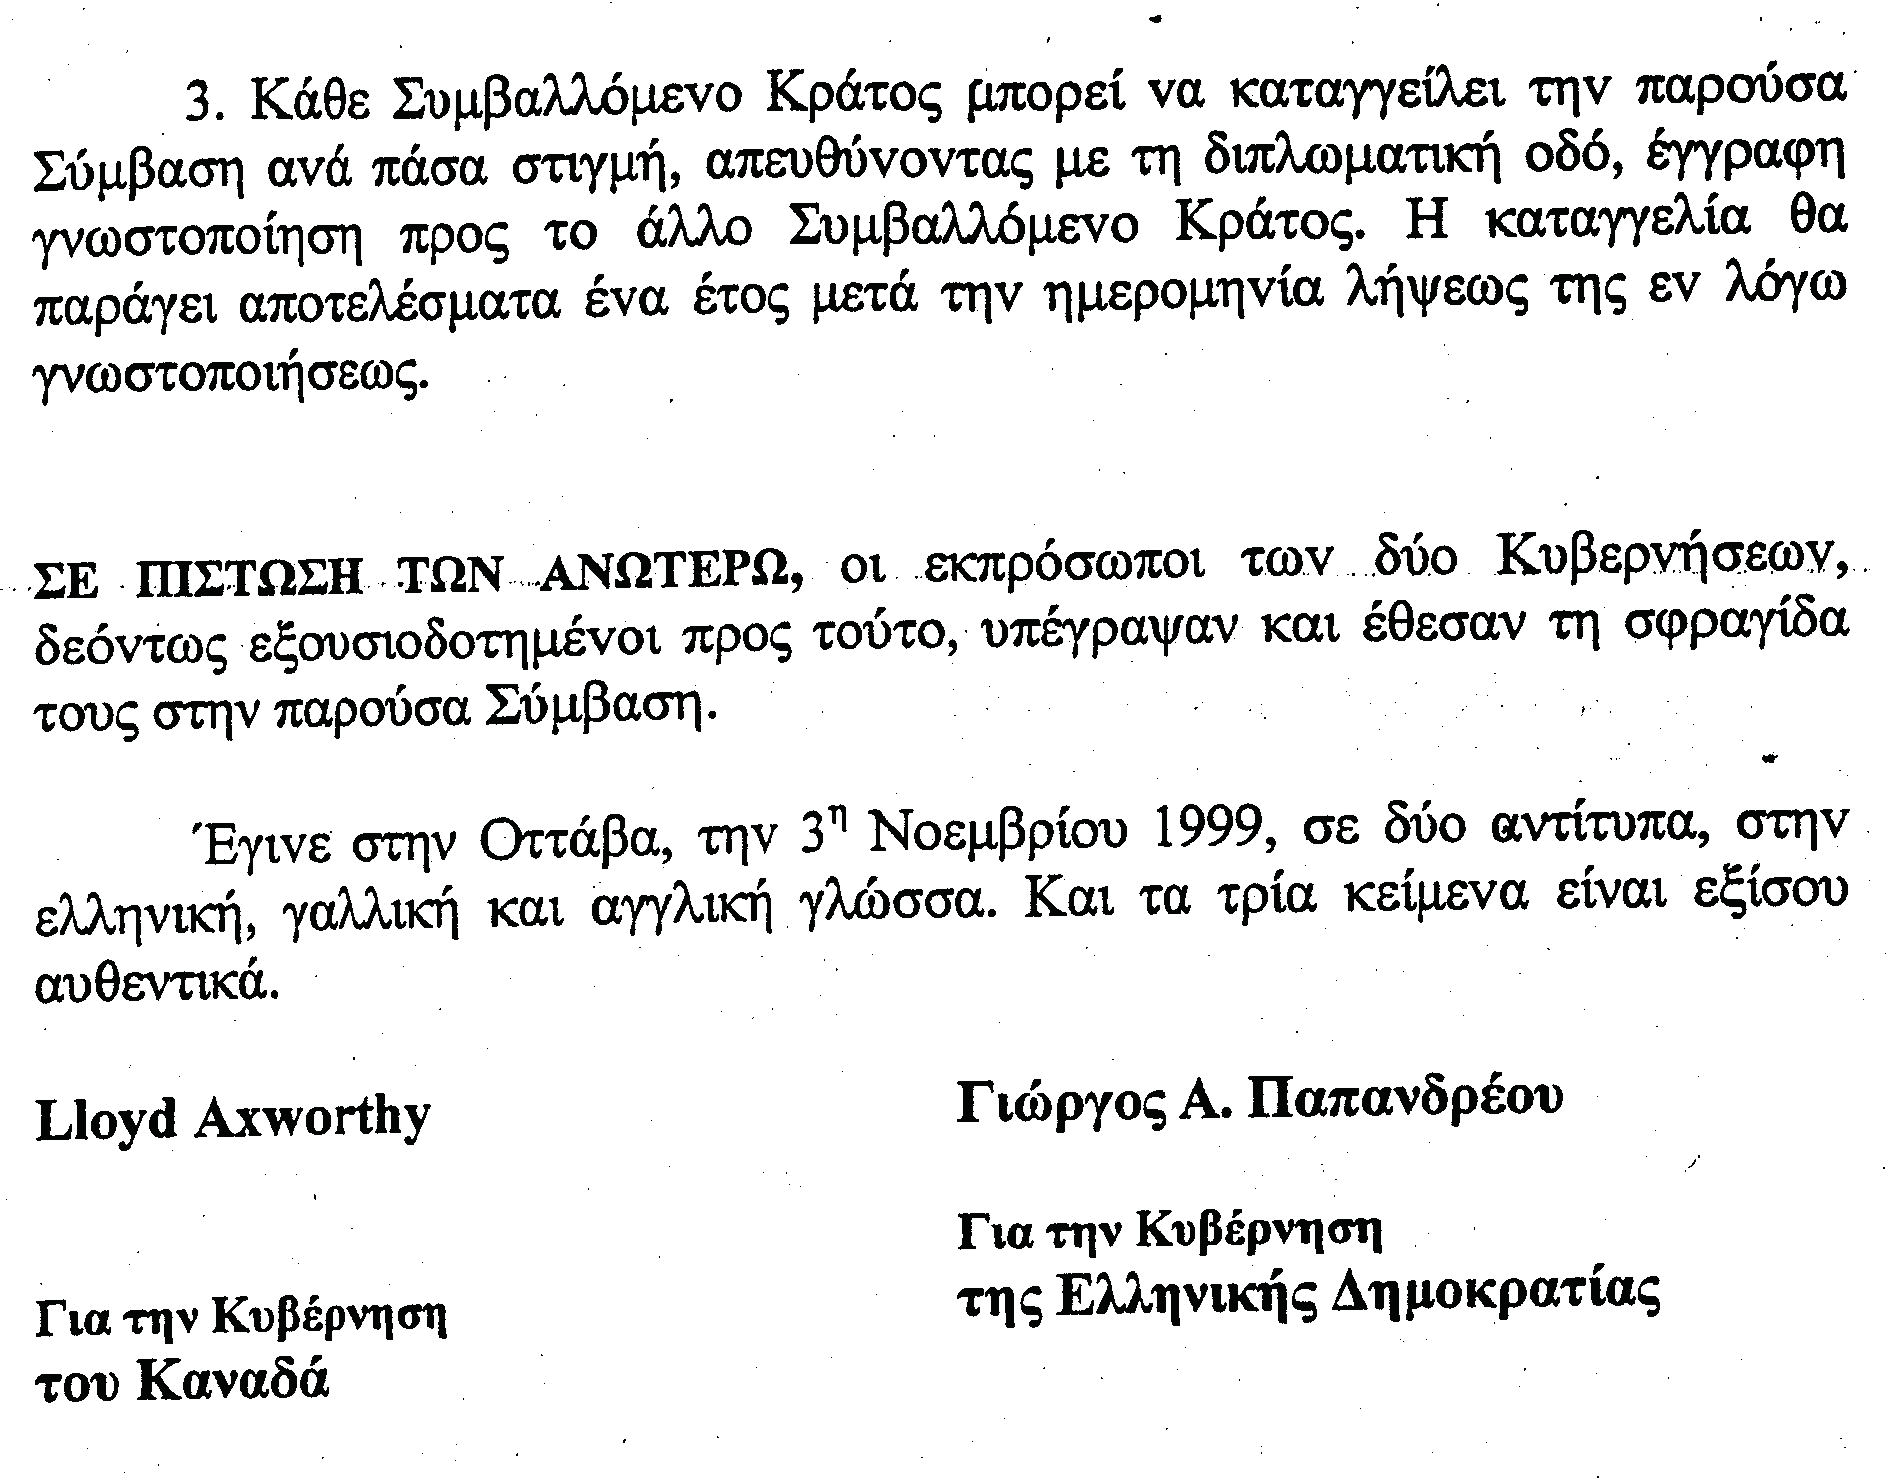 3. Κάθε Συμβαλλόμενο Κράτος μπορεί να καταγγείλει την παρούσα
Σύμβαση ανά πάσα στιγμή, απευθύνοντας με τη διπλωματική οδό, έγγραφη
γνωστοποίηση προς το άλλο Συμβαλλόμενο Κράτος. Η καταγγελία θα
παράγει αποτελέσματα ένα έτος μετά την ημερομηνία λήψεως της εν λόγω
γνωστοποιήσεως.
ΣΕ ΠΙΣΤΩΣΗ ΤΩΝ ΑΝΩΤΕΡΩ, οι εκπρόσωποι των δύο Κυβερνήσεων,
δεόντως εξουσιοδοτημένοι προς τούτο, υπέγραψαν και έθεσαν τη σφραγίδα
τους στην παρούσα Σύμβαση.
Έγινε στην Οττάβα, την 3η Νοεμβρίου 1999, σε δύο αντίτυπα, στην
ελληνική, γαλλική και αγγλική γλώσσα. Και τα τρία κείμενα είναι εξίσου
αυθεντικά.
Lloyd Axworthy
Για την Κυβέρνηση
του Καναδά
Γιώργος Α. Παπανδρέου
Για την Κυβέρνηση
της Ελληνικής Δημοκρατίας